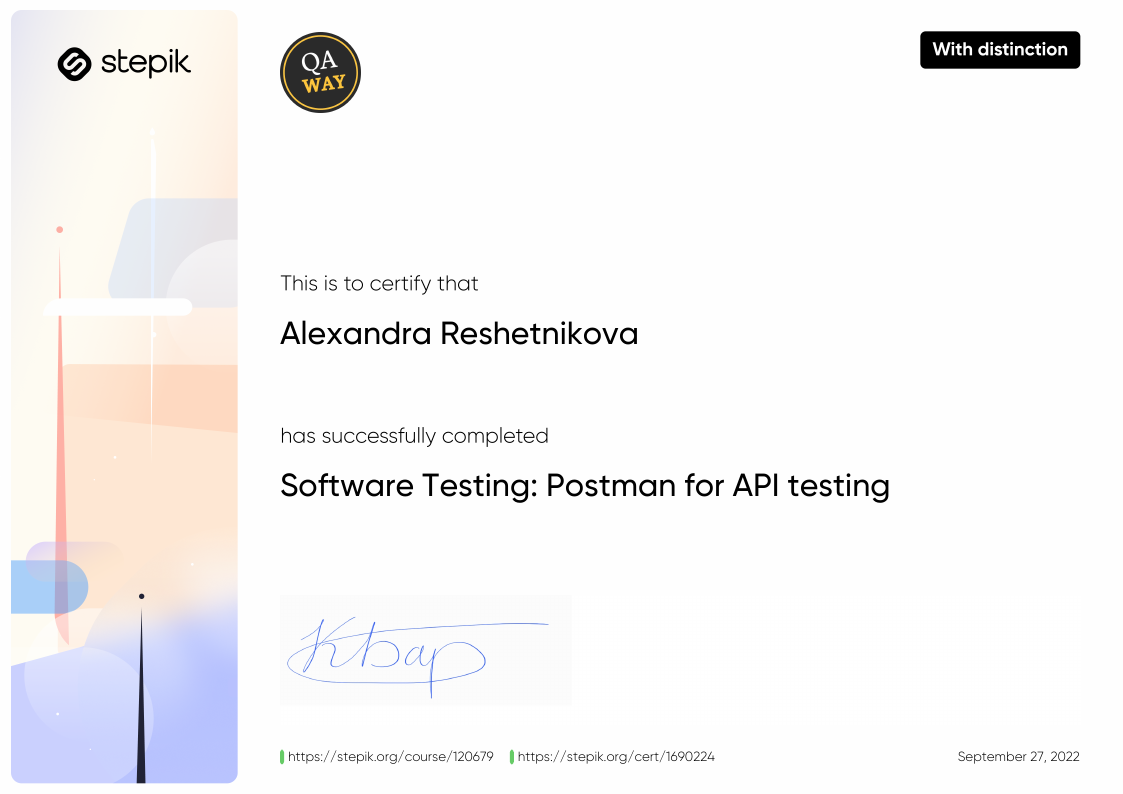 stepik
QA
WAY
With distinction
This is to certify that
Alexandra Reshetnikova
has successfully completed
Software Testing: Postman for API testing
https://stepik.org/course/120679
https://stepik.org/cert/1690224
September 27, 2022